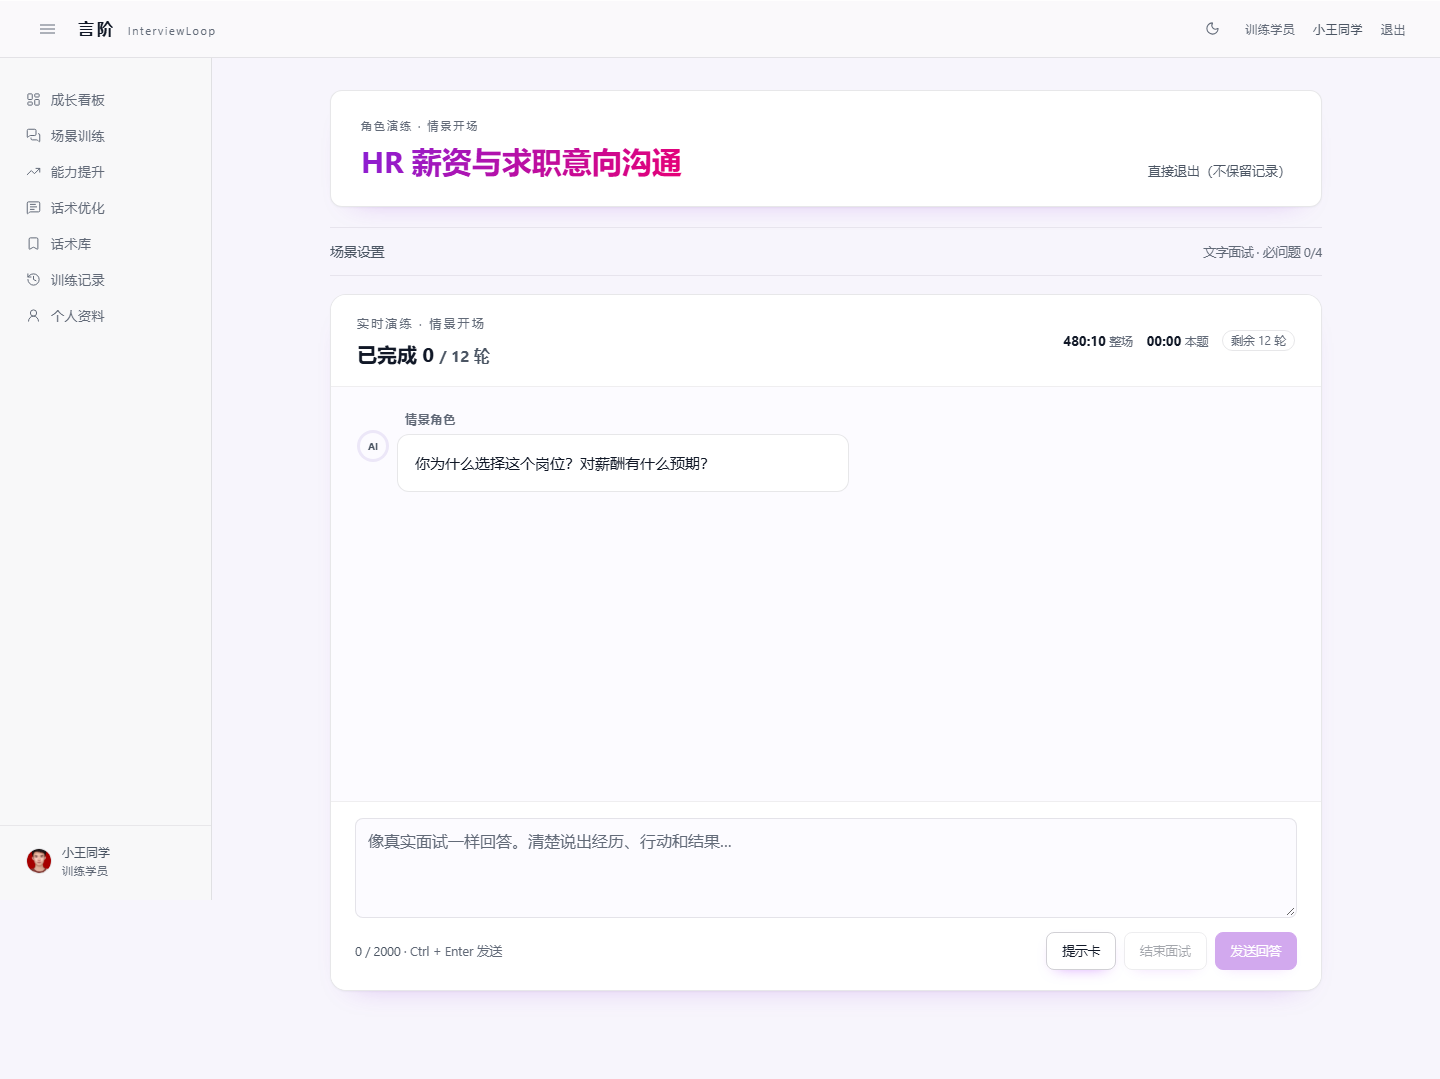 言阶 InterviewLoop
训练学员 小王同学 退出
成长看板
场景训练
能力提升
话术优化
话术库
训练记录
个人资料
小王同学
训练学员
角色演练 · 情景开场
HR 薪资与求职意向沟通
直接退出（不保留记录）
场景设置
文字面试 · 必问题 0/4
实时演练 · 情景开场
已完成 0 / 12 轮
480:10 整场 00:00 本题 剩余 12 轮
情景角色
AI
你为什么选择这个岗位？对薪酬有什么预期？
像真实面试一样回答。清楚说出经历、行动和结果...
0 / 2000 · Ctrl + Enter 发送
提示卡 结束面试 发送回答